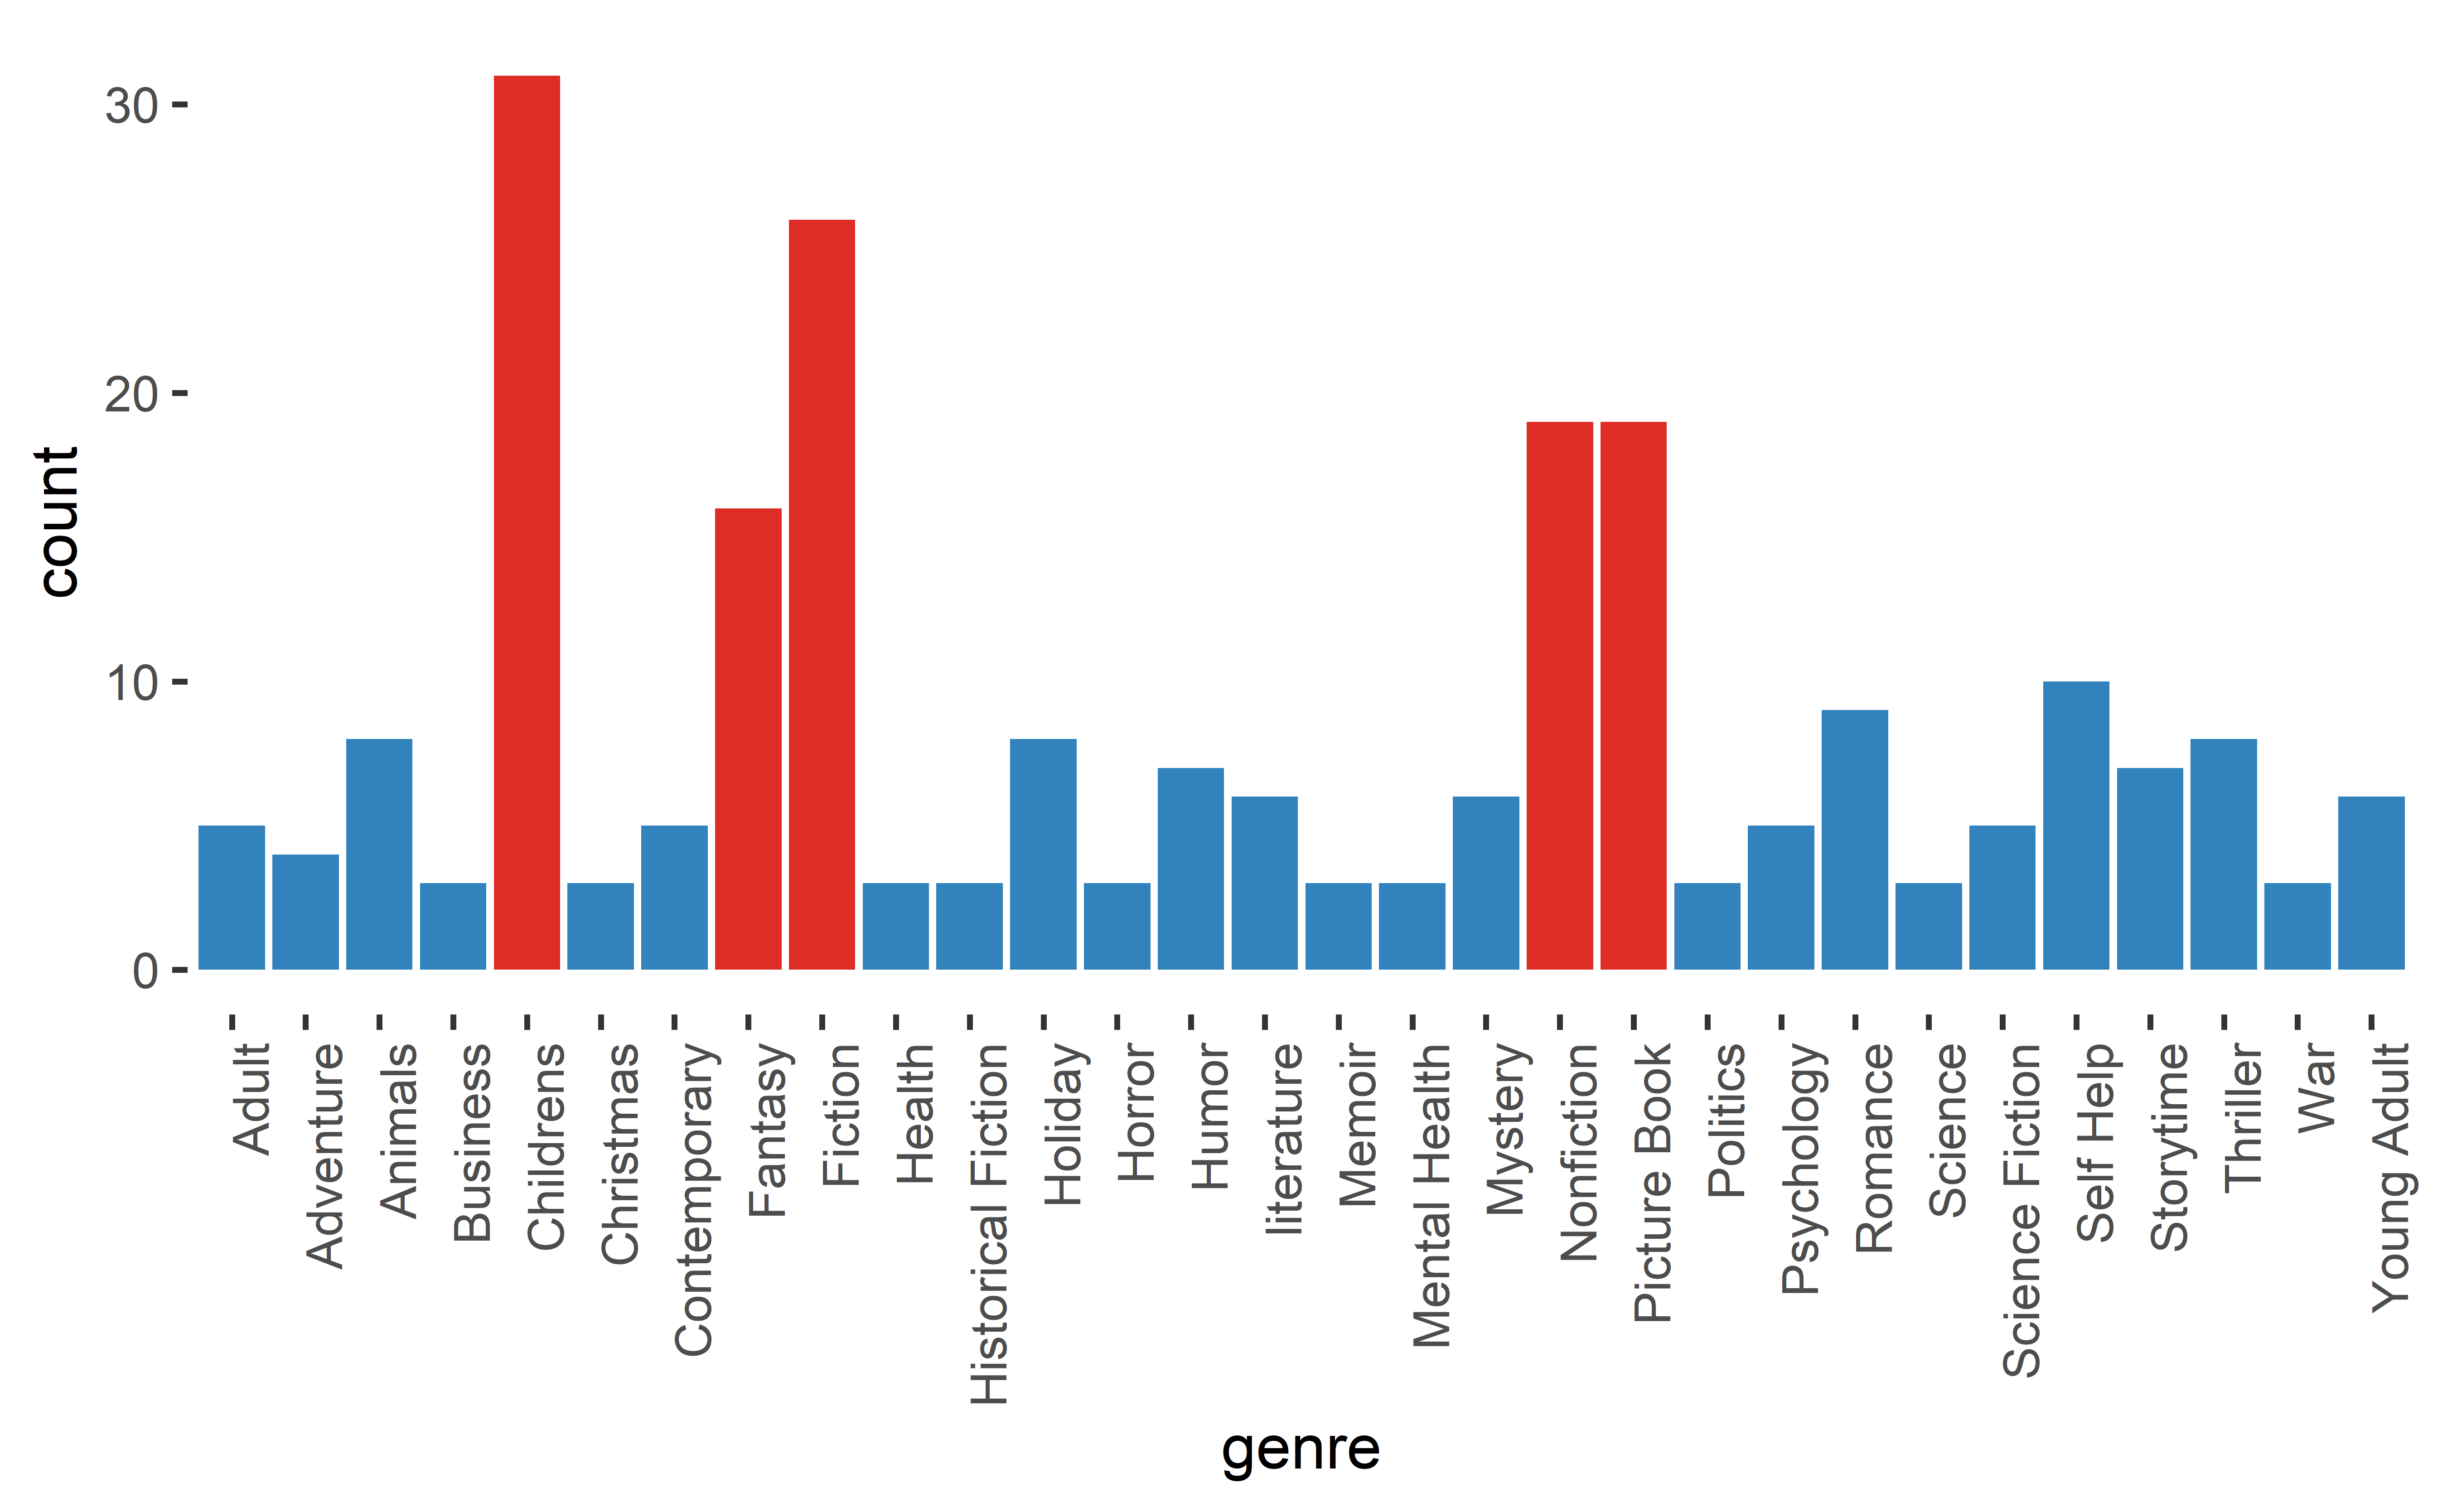 30
20
10
0
count
Adult
Adventure
Animals
Business
Childrens
Christmas
Contemporary
Fantasy
Fiction
Health
Historical Fiction
Holiday
Horror
Humor
literature
Memoir
Mental Health
Mystery
Nonfiction
Picture Book
Politics
Psychology
Romance
Science
Science Fiction
Self Help
Storytime
Thriller
War
Young Adult
genre